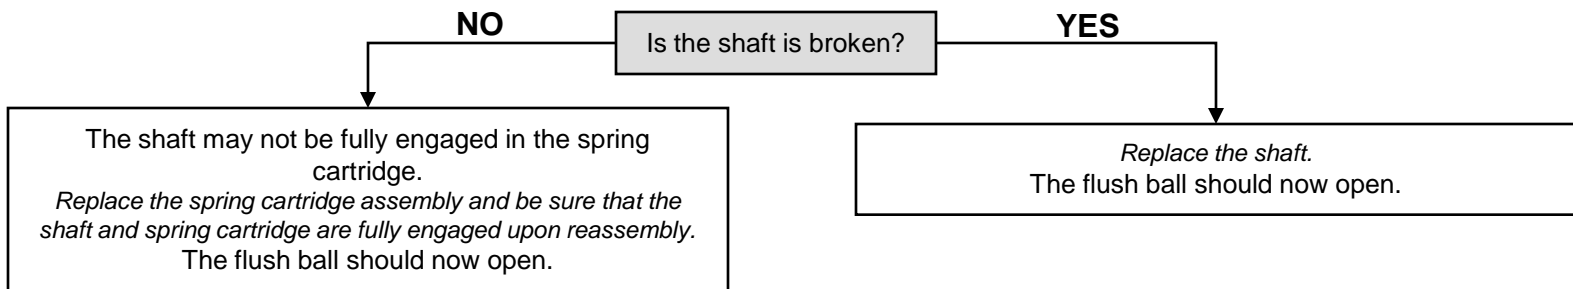 NO
Is the shaft is broken?
YES
The shaft may not be fully engaged in the spring
cartridge.
Replace the spring cartridge assembly and be sure that the
shaft and spring cartridge are fully engaged upon reassembly.
The flush ball should now open.
Replace the shaft.
The flush ball should now open.